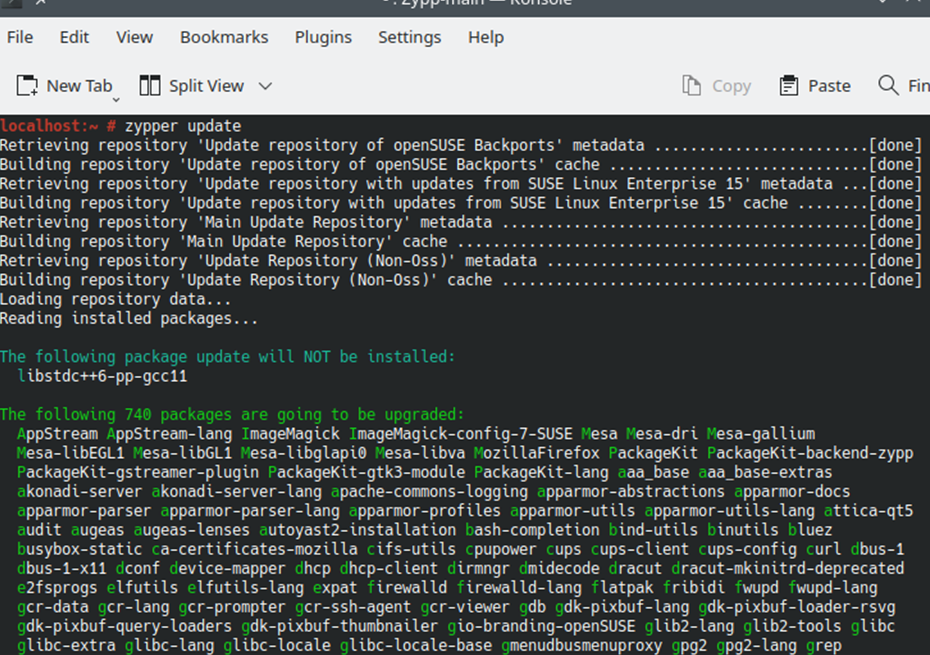 Zypp-main — Konsole
File Edit View Bookmarks Plugins Settings Help
New Tab Split View Copy Paste Fin
localhost:~ # zypper update
Retrieving repository 'Update repository of openSUSE Backports' metadata ........................[done]
Building repository 'Update repository of openSUSE Backports' cache .............................[done]
Retrieving repository 'Update repository with updates from SUSE Linux Enterprise 15' metadata ...[done]
Building repository 'Update repository with updates from SUSE Linux Enterprise 15' cache ........[done]
Retrieving repository 'Main Update Repository' metadata .........................................[done]
Building repository 'Main Update Repository' cache ..............................................[done]
Retrieving repository 'Update Repository (Non-Oss)' metadata ....................................[done]
Building repository 'Update Repository (Non-Oss)' cache .........................................[done]
Loading repository data...
Reading installed packages...
The following package update will NOT be installed:
libstdc++6-pp-gcc11
The following 740 packages are going to be upgraded:
AppStream AppStream-lang ImageMagick ImageMagick-config-7-SUSE Mesa Mesa-dri Mesa-gallium
Mesa-libEGL1 Mesa-libGL1 Mesa-libglapi0 Mesa-libva MozillaFirefox PackageKit PackageKit-backend-zypp
PackageKit-gstreamer-plugin PackageKit-gtk3-module PackageKit-lang aaa_base aaa_base-extras
akonadi-server akonadi-server-lang apache-commons-logging apparmor-abstractions apparmor-docs
apparmor-parser apparmor-parser-lang apparmor-profiles apparmor-utils apparmor-utils-lang attica-qt5
audit augeas augeas-lenses autoyast2-installation bash-completion bind-utils binutils bluez
busybox-static ca-certificates-mozilla cifs-utils cpupower cups cups-client cups-config curl dbus-1
dbus-1-x11 dconf device-mapper dhcp dhcp-client dirmngr dmidecode dracut dracut-mkinitrd-deprecated
e2fsprogs elfutils elfutils-lang expat firewalld firewalld-lang flatpak fribidi fwupd fwupd-lang
gcr-data gcr-lang gcr-prompter gcr-ssh-agent gcr-viewer gdb gdk-pixbuf-lang gdk-pixbuf-loader-rsvg
gdk-pixbuf-query-loaders gdk-pixbuf-thumbnailer gio-branding-openSUSE glib2-lang glib2-tools glibc
glibc-extra glibc-lang glibc-locale glibc-locale-base gmenudbusmenuproxy gpg2 gpg2-lang grep